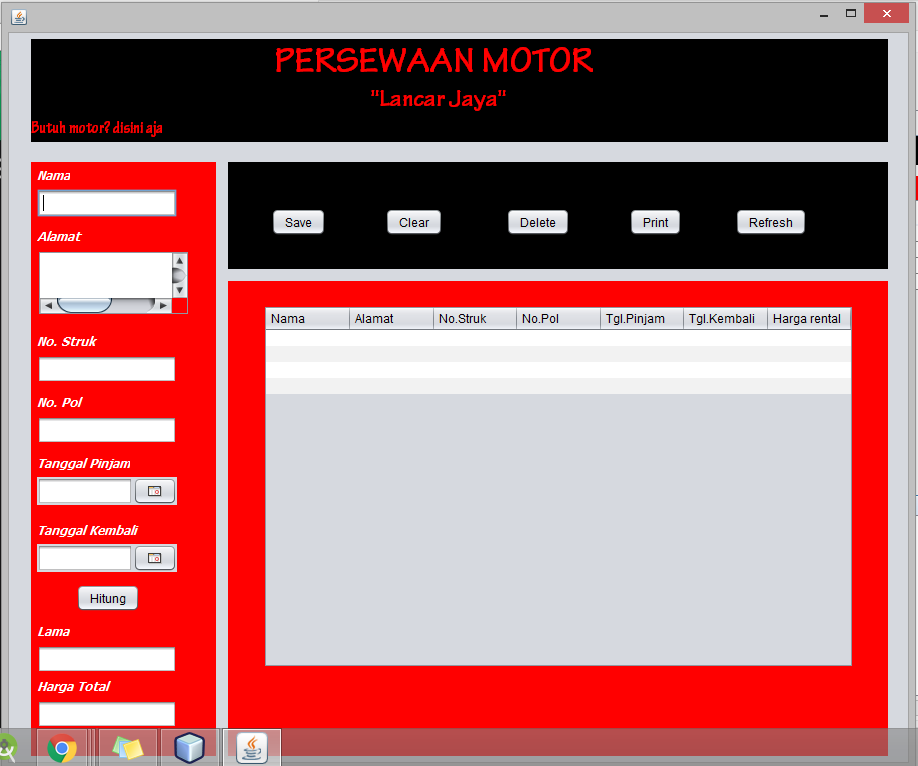 PERSEWAAN MOTOR
"Lancar Jaya"
Butuh motor? disini aja
Nama
Alamat
No. Struk
No. Pol
Tanggal Pinjam
Tanggal Kembali
Hitung
Lama
Harga Total
Save Clear Delete Print Refresh
Nama Alamat No.Struk No.Pol Tgl.Pinjam Tgl.Kembali Harga rental